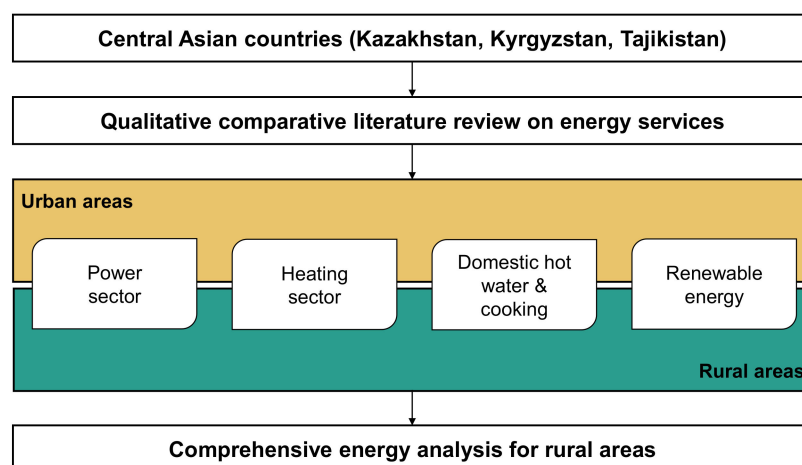 Central Asian countries (Kazakhstan, Kyrgyzstan, Tajikistan)
Qualitative comparative literature review on energy services
Urban areas
Power
sector
Heating
sector
Domestic hot
water &
cooking
Renewable
energy
Rural areas
Comprehensive energy analysis for rural areas